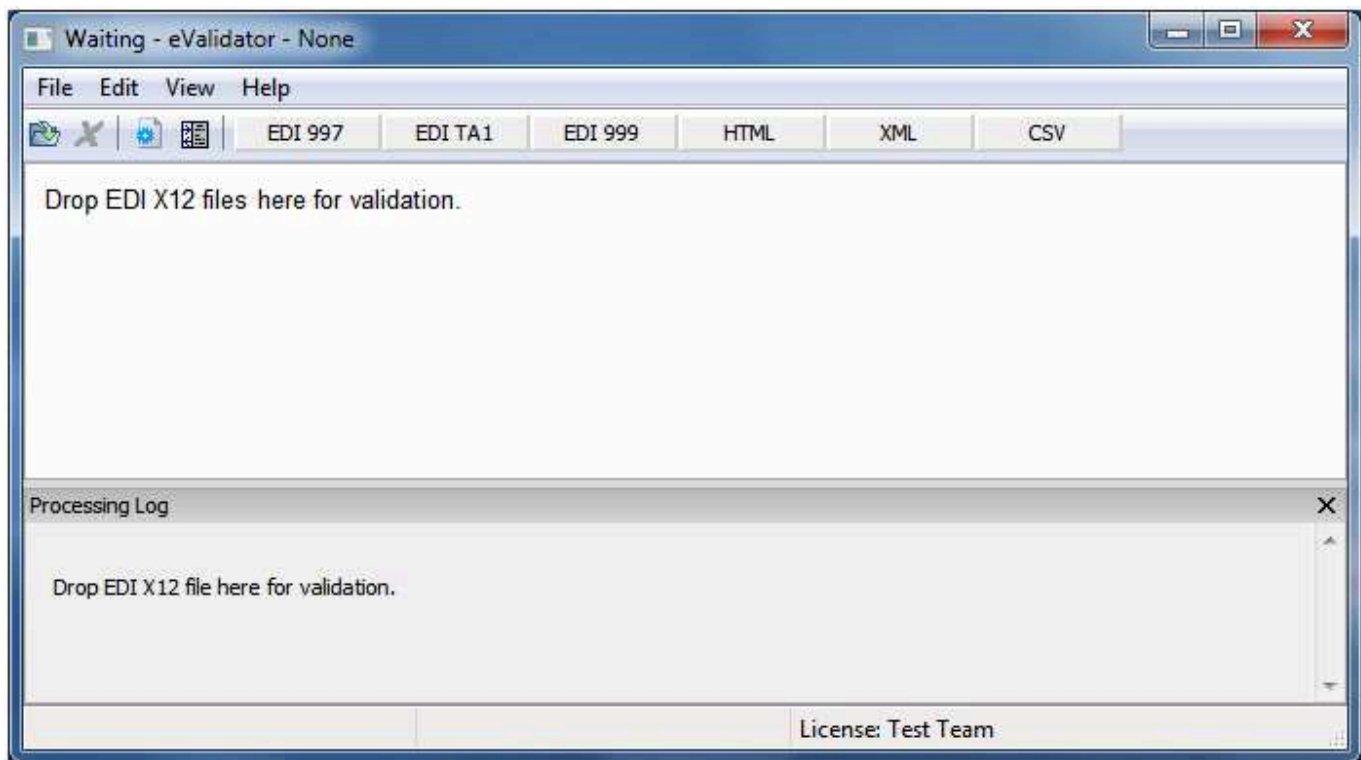 Waiting - eValidator - None
File Edit View Help
EDI 997 EDI TA1 EDI 999 HTML XML CSV
Drop EDI X12 files here for validation.
Processing Log
Drop EDI X12 file here for validation.
License: Test Team